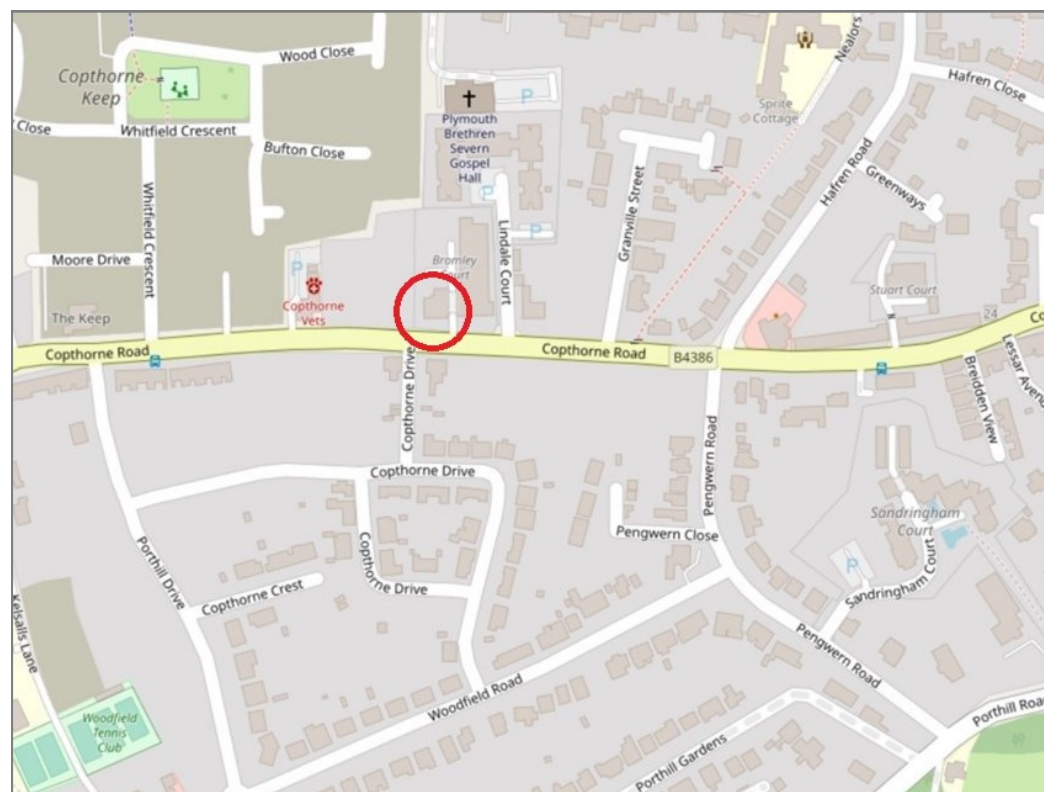 Wood Close
Nealors
Copthorne
Keep
P
Hafren Close
Plymouth
Brethren
Severn
Gospel
Hall
Sprite
Cottage
Close
Whitfield Crescent
Bufton Close
Hafren Road
Greenways
Whitfield Crescent
P
Granville Street
Lindale Court
P
Moore Drive
Bromley
Court
P
Stuart Court
Copthorne
Vets
The Keep
24
Co
Copthorne Road
Copthorne Road
B4386
Lessar Avenu
Breidden View
Copthorne Drive
Pengwern Road
Copthorne Drive
Sandringham
Court
Pengwern Close
Porthill Drive
Copthorne Drive
P
Sandringham Court
Copthorne Crest
Kelsalls Lane
Pengwern Road
Woodfield Road
Woodfield
Tennis
Club
Porthill Road
Porthill Gardens